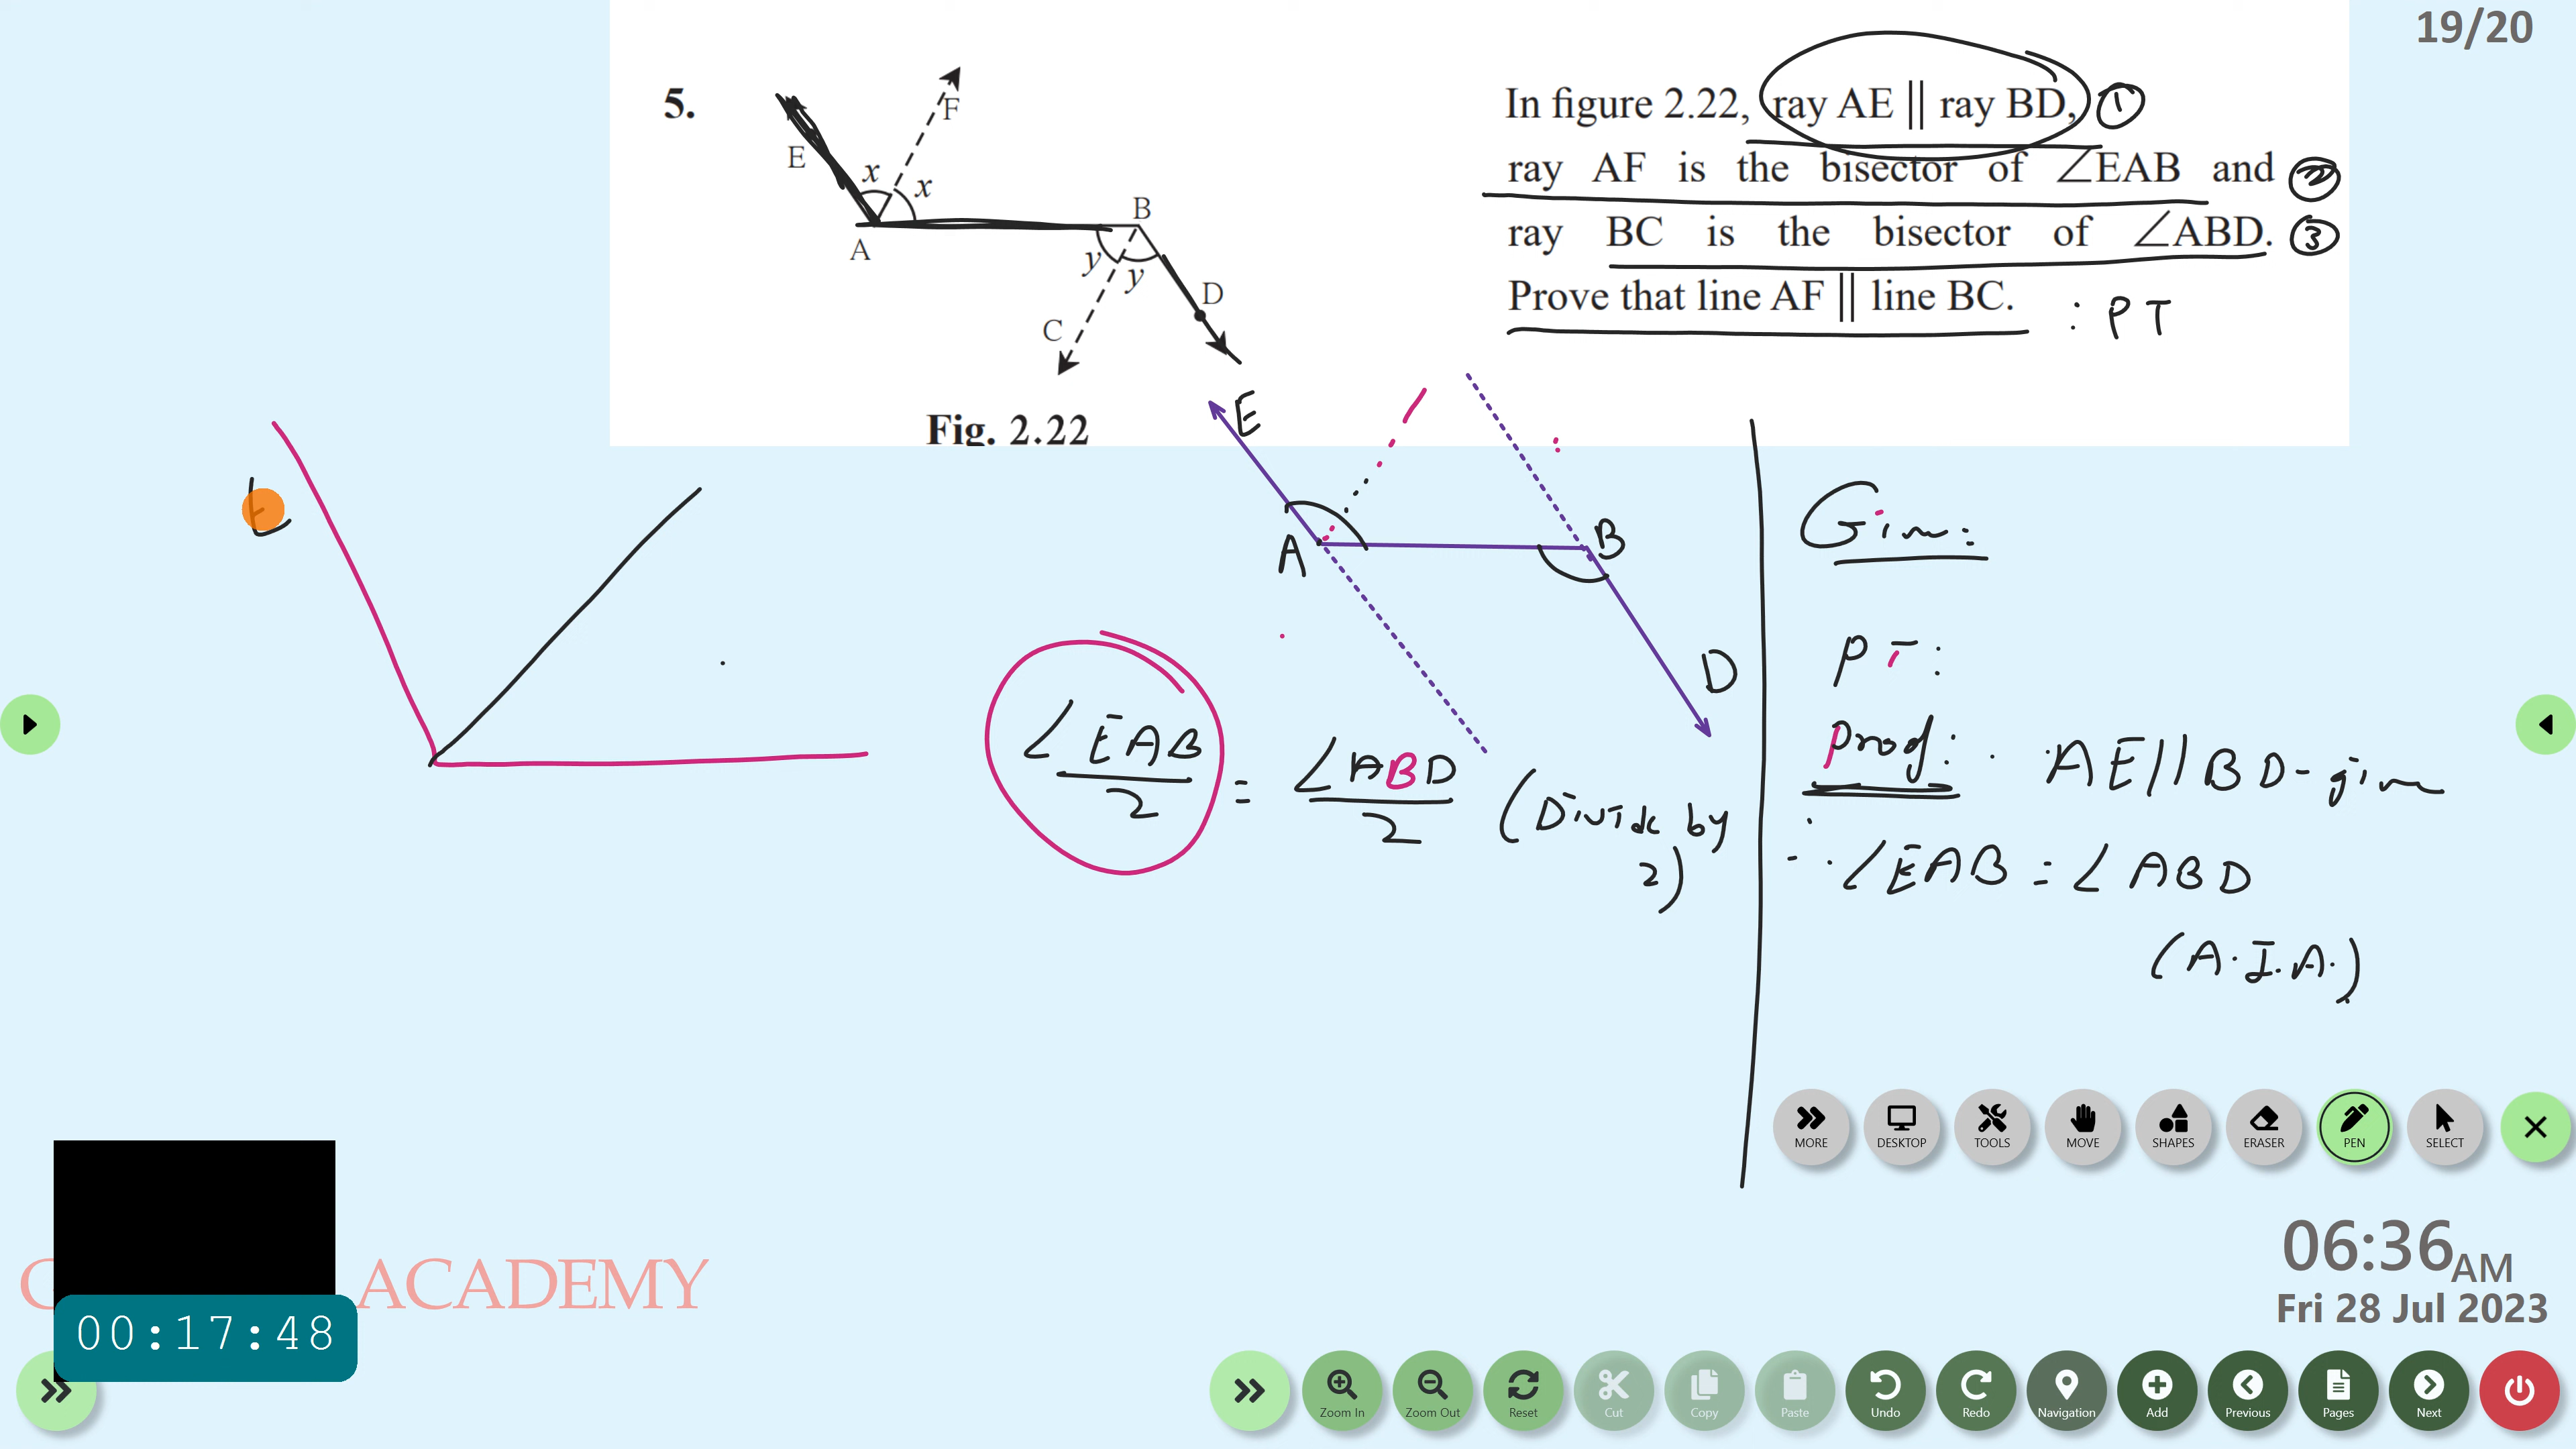 19/20
5.
E
F
x
x
A
B
y
y
C
D
Fig. 2.22
In figure 2.22, ray AE || ray BD, ①
ray AF is the bisector of ∠EAB and ②
ray BC is the bisector of ∠ABD. ③
Prove that line AF || line BC. : PT
E
E
A
B
D
∠EAB/2 = ∠ABD/2 (Divide by
2)
PT:
Proof: AE || BD -
∴ ∠EAB = ∠ABD
(A.I.A.)
MORE
DESKTOP
TOOLS
MOVE
SHAPES
ERASER
PEN
SELECT
ACADEMY
00:17:48
06:36 AM
Fri 28 Jul 2023
Zoom In
Zoom Out
Reset
Cut
Copy
Paste
Undo
Redo
Navigation
Add
Previous
Pages
Next